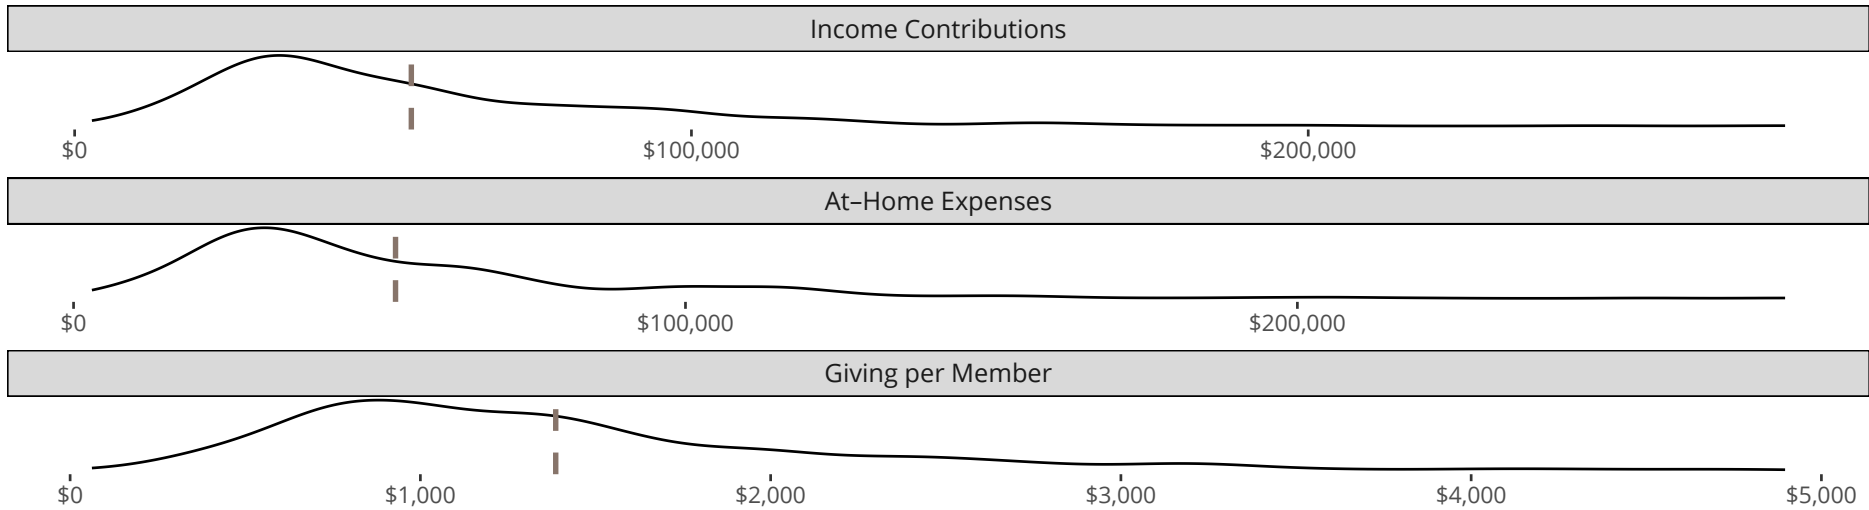 Income Contributions
$0 $100,000 $200,000
At–Home Expenses
$0 $100,000 $200,000
Giving per Member
$0 $1,000 $2,000 $3,000 $4,000 $5,000